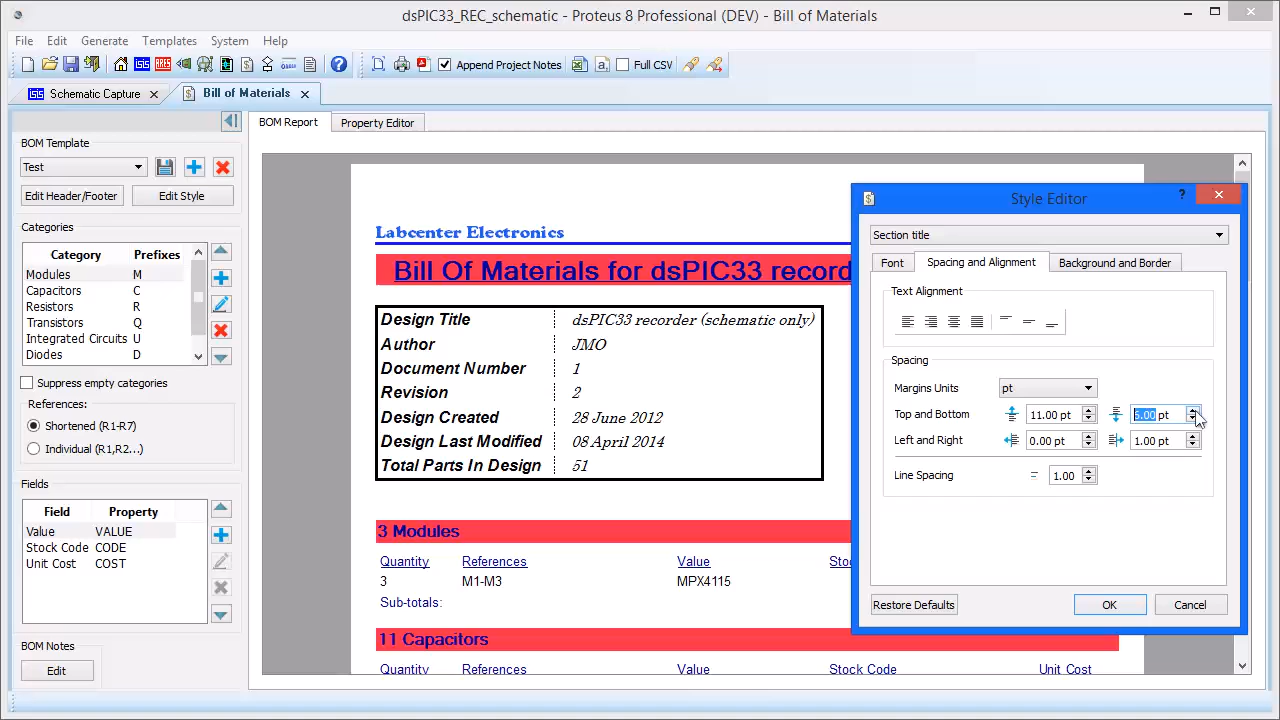 dsPIC33_REC_schematic - Proteus 8 Professional (DEV) - Bill of Materials
File Edit Generate Templates System Help
ISIS ARES Append Project Notes a, Full CSV
ISIS Schematic Capture Bill of Materials
BOM Report Property Editor
BOM Template
Test
Edit Header/Footer Edit Style
Categories
Category Prefixes
Modules M
Capacitors C
Resistors R
Transistors Q
Integrated Circuits U
Diodes D
Suppress empty categories
References:
Shortened (R1-R7)
Individual (R1,R2...)
Fields
Field Property
Value VALUE
Stock Code CODE
Unit Cost COST
BOM Notes
Edit
Labcenter Electronics
Bill Of Materials for dsPIC33 record
Design Title dsPIC33 recorder (schematic only)
Author JMO
Document Number 1
Revision 2
Design Created 28 June 2012
Design Last Modified 08 April 2014
Total Parts In Design 51
3 Modules
Quantity References Value
3 M1-M3 MPX4115
Sub-totals:
11 Capacitors
Quantity References Value Stock Code Unit Cost
Style Editor
Section title
Font Spacing and Alignment Background and Border
Text Alignment
Spacing
Margins Units pt
Top and Bottom 11.00 pt 5.00 pt
Left and Right 0.00 pt 1.00 pt
Line Spacing = 1.00
Restore Defaults OK Cancel